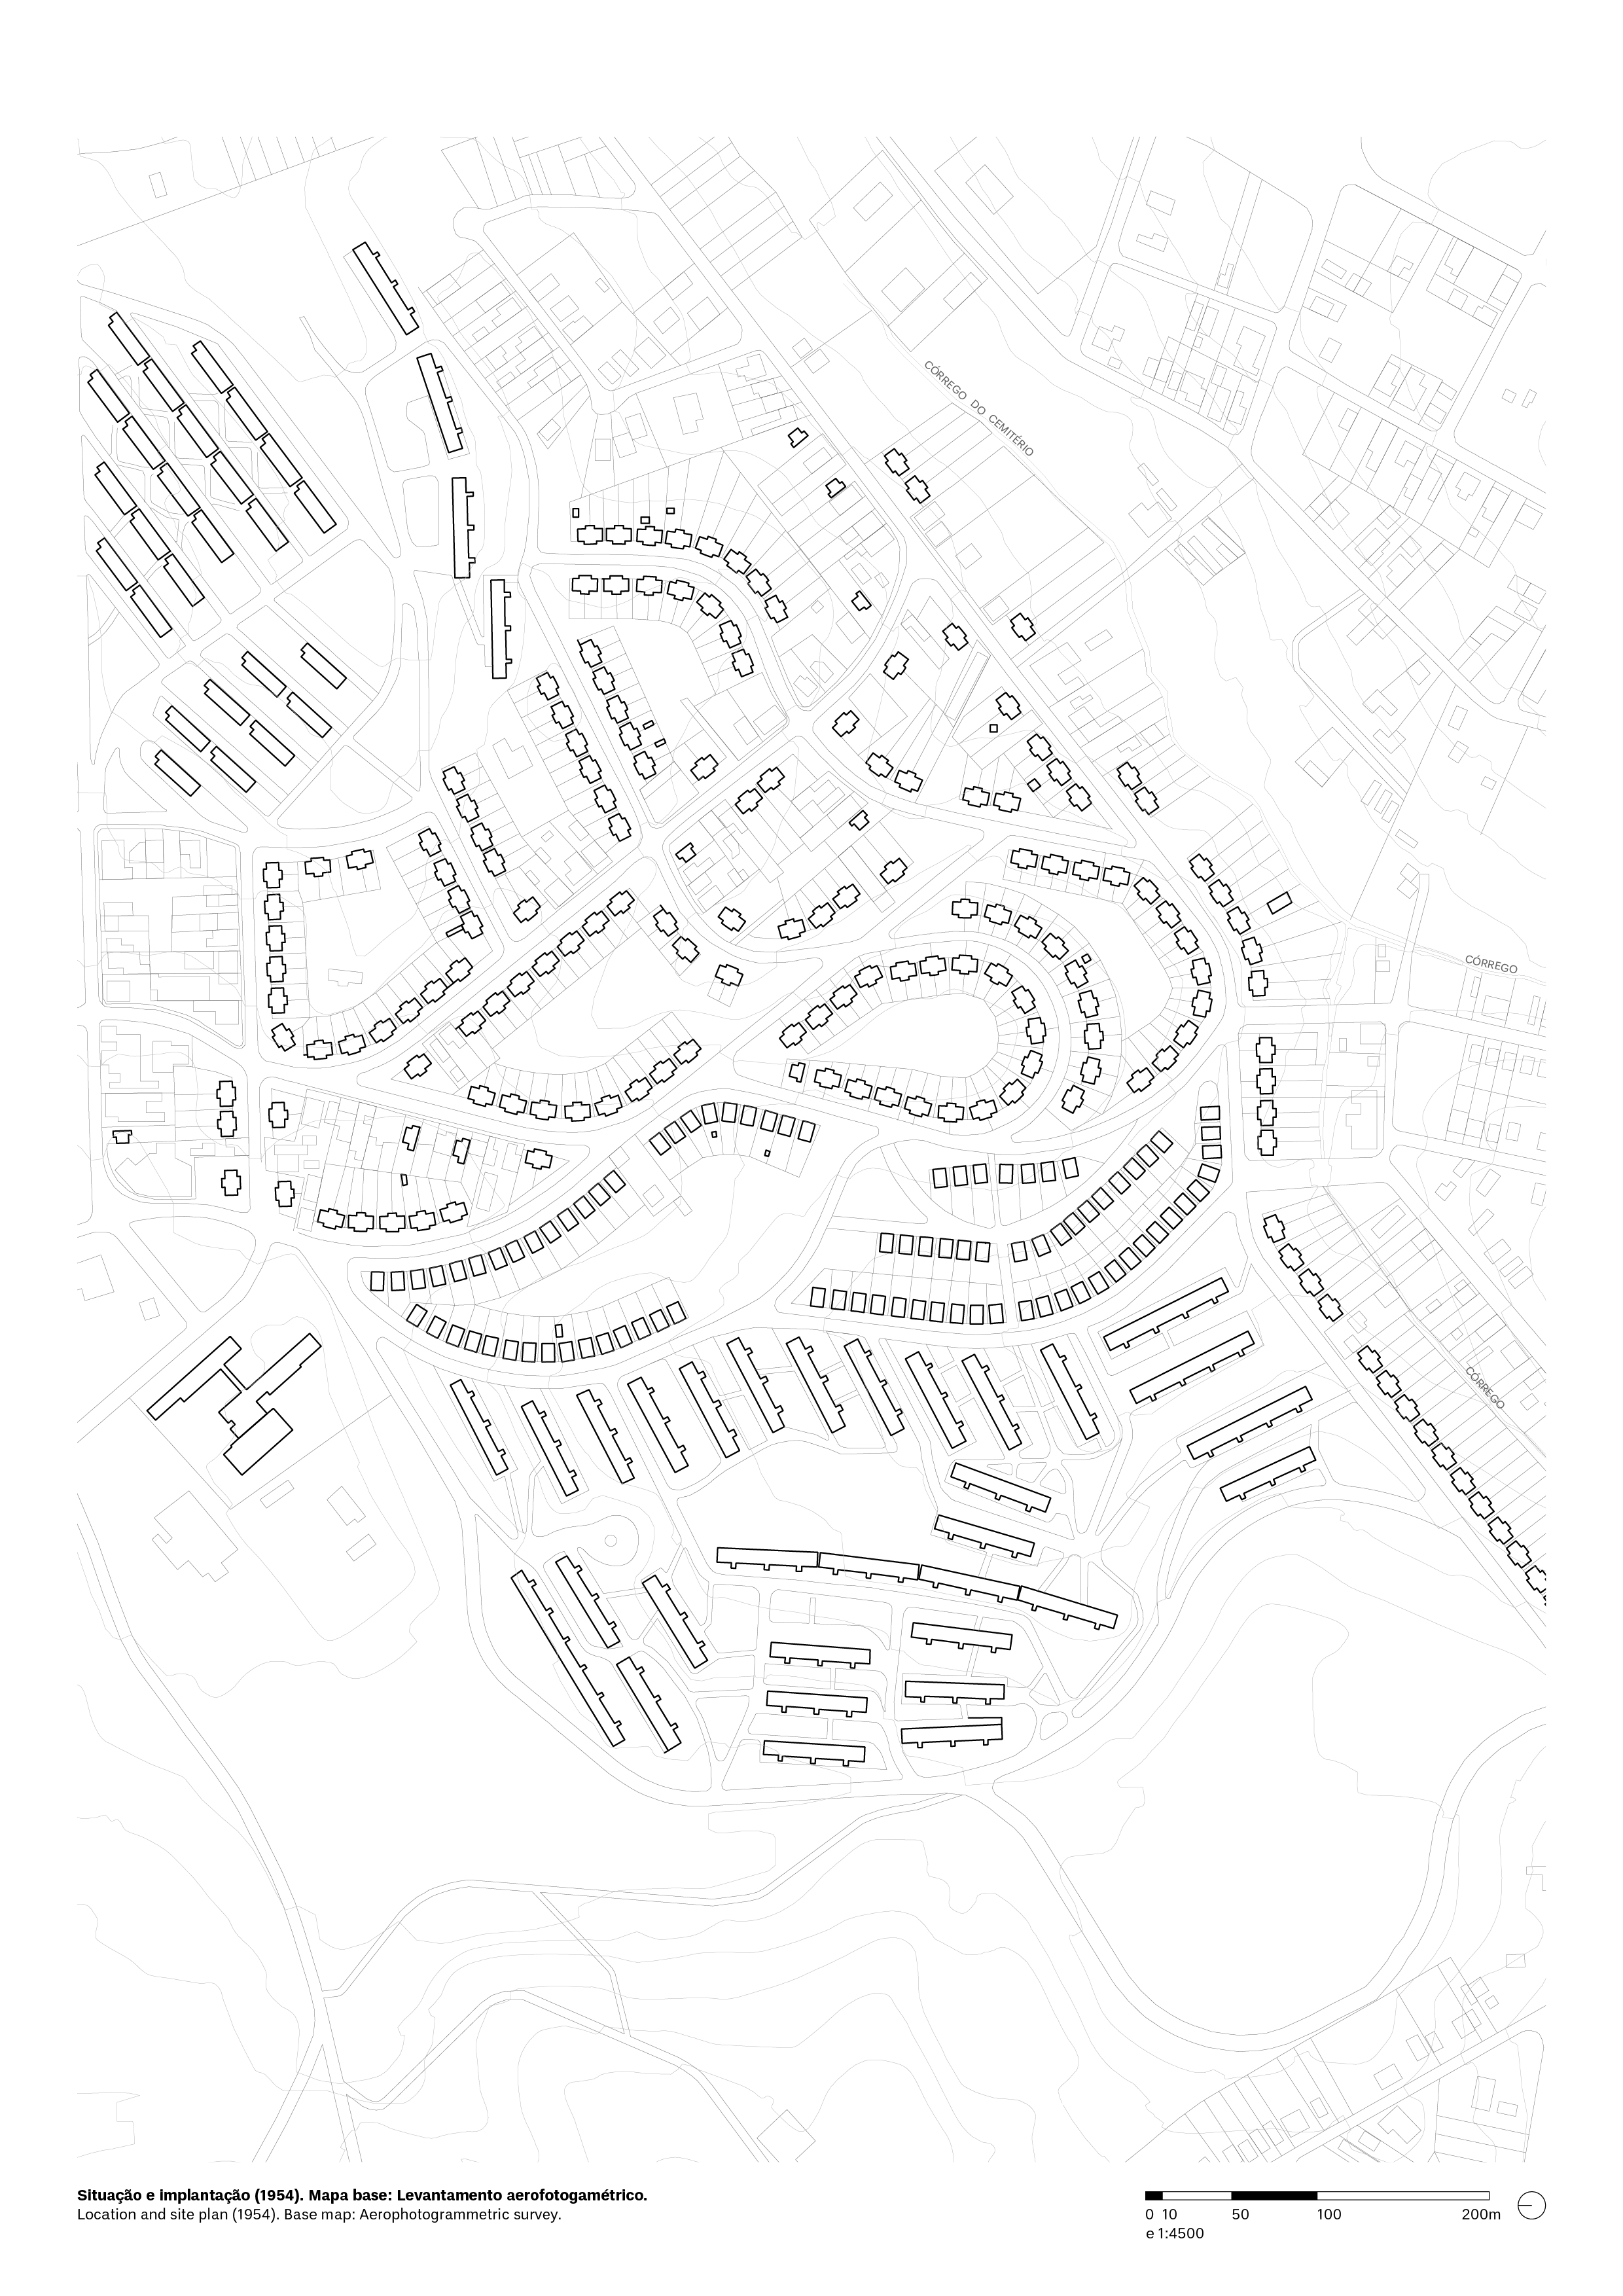 CÓRREGO DO CEMITÉRIO
CÓRREGO
CÓRREGO
Situação e implantação (1954). Mapa base: Levantamento aerofotogamétrico.
Location and site plan (1954). Base map: Aerophotogrammetric survey.
0 10 50 100 200m
e 1:4500